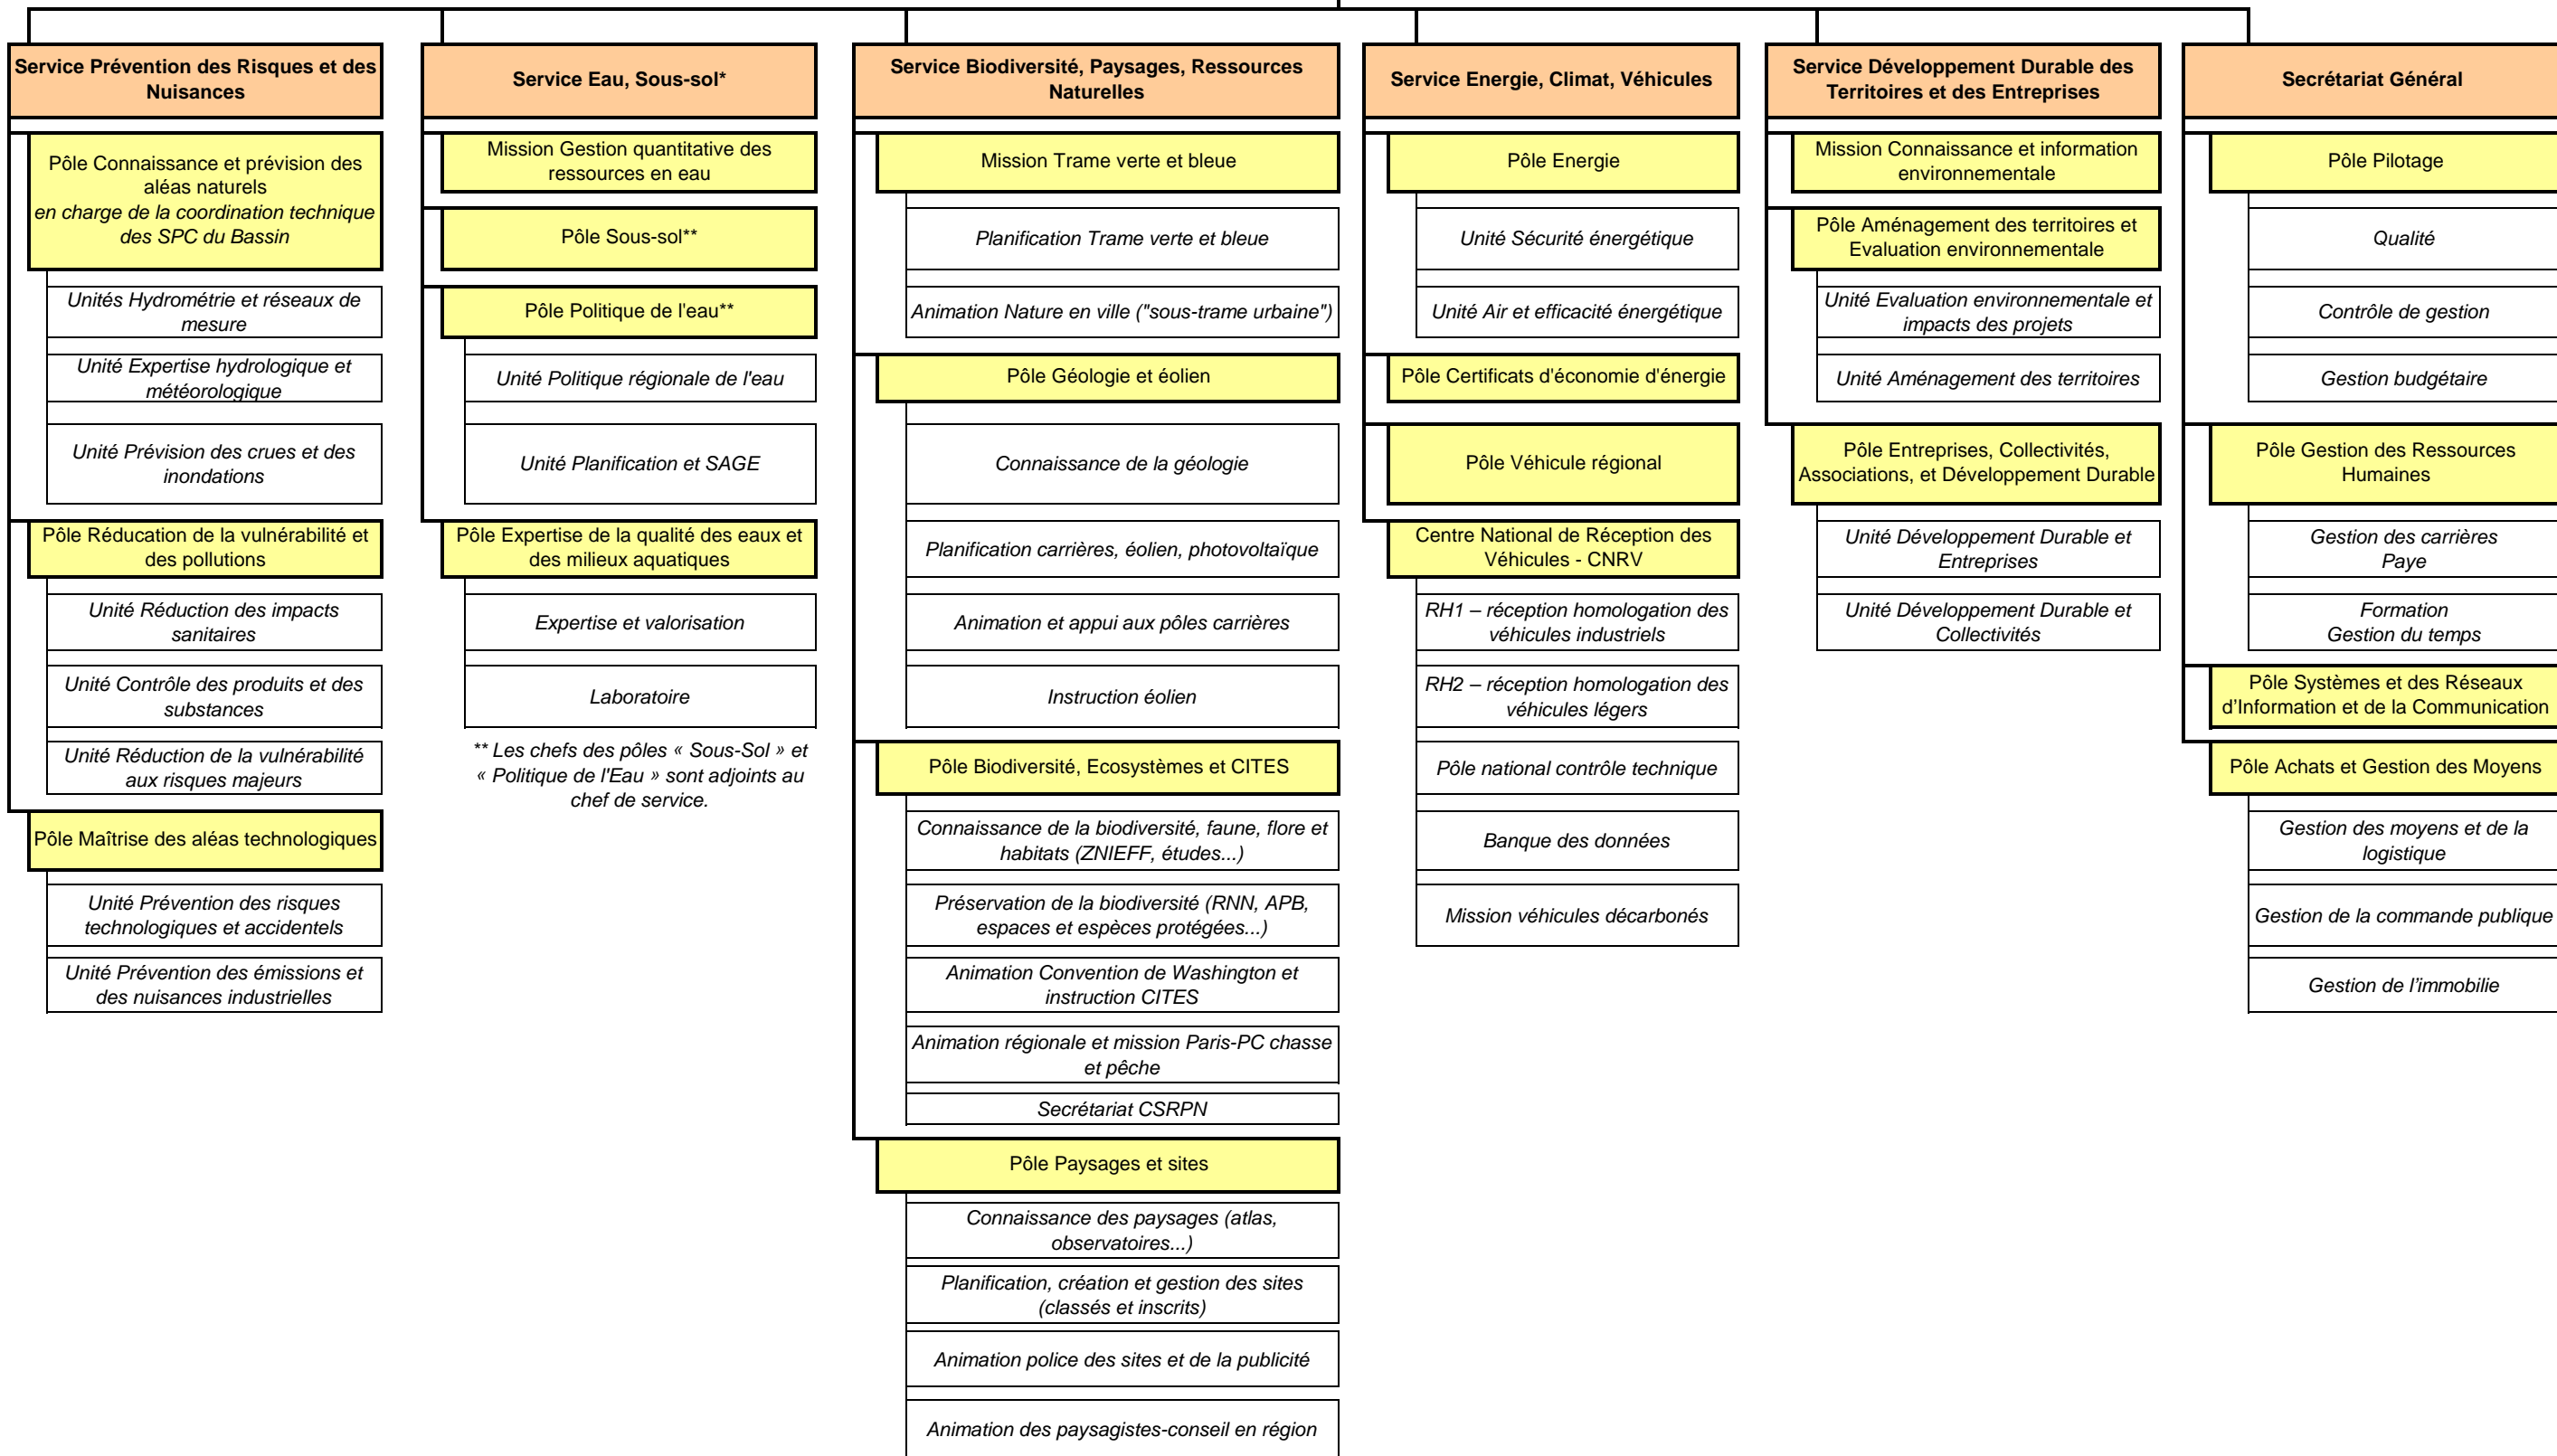 Service Prévention des Risques et des
Nuisances
Pôle Connaissance et prévision des
aléas naturels
en charge de la coordination technique
des SPC du Bassin
Unités Hydrométrie et réseaux de
mesure
Unité Expertise hydrologique et
météorologique
Unité Prévision des crues et des
inondations
Pôle Réducation de la vulnérabilité et
des pollutions
Unité Réduction des impacts
sanitaires
Unité Contrôle des produits et des
substances
Unité Réduction de la vulnérabilité
aux risques majeurs
Pôle Maîtrise des aléas technologiques
Unité Prévention des risques
technologiques et accidentels
Unité Prévention des émissions et
des nuisances industrielles
Service Eau, Sous-sol*
Mission Gestion quantitative des
ressources en eau
Pôle Sous-sol**
Pôle Politique de l'eau**
Unité Politique régionale de l'eau
Unité Planification et SAGE
Pôle Expertise de la qualité des eaux et
des milieux aquatiques
Expertise et valorisation
Laboratoire
** Les chefs des pôles « Sous-Sol » et
« Politique de l'Eau » sont adjoints au
chef de service.
Service Biodiversité, Paysages, Ressources
Naturelles
Mission Trame verte et bleue
Planification Trame verte et bleue
Animation Nature en ville ("sous-trame urbaine")
Pôle Géologie et éolien
Connaissance de la géologie
Planification carrières, éolien, photovoltaïque
Animation et appui aux pôles carrières
Instruction éolien
Pôle Biodiversité, Ecosystèmes et CITES
Connaissance de la biodiversité, faune, flore et
habitats (ZNIEFF, études...)
Préservation de la biodiversité (RNN, APB,
espaces et espèces protégées...)
Animation Convention de Washington et
instruction CITES
Animation régionale et mission Paris-PC chasse
et pêche
Secrétariat CSRPN
Pôle Paysages et sites
Connaissance des paysages (atlas,
observatoires...)
Planification, création et gestion des sites
(classés et inscrits)
Animation police des sites et de la publicité
Animation des paysagistes-conseil en région
Service Energie, Climat, Véhicules
Pôle Energie
Unité Sécurité énergétique
Unité Air et efficacité énergétique
Pôle Certificats d'économie d'énergie
Pôle Véhicule régional
Centre National de Réception des
Véhicules - CNRV
RH1 – réception homologation des
véhicules industriels
RH2 – réception homologation des
véhicules légers
Pôle national contrôle technique
Banque des données
Mission véhicules décarbonés
Service Développement Durable des
Territoires et des Entreprises
Mission Connaissance et information
environnementale
Pôle Aménagement des territoires et
Evaluation environnementale
Unité Evaluation environnementale et
impacts des projets
Unité Aménagement des territoires
Pôle Entreprises, Collectivités,
Associations, et Développement Durable
Unité Développement Durable et
Entreprises
Unité Développement Durable et
Collectivités
Secrétariat Général
Pôle Pilotage
Qualité
Contrôle de gestion
Gestion budgétaire
Pôle Gestion des Ressources
Humaines
Gestion des carrières
Paye
Formation
Gestion du temps
Pôle Systèmes et des Réseaux
d’Information et de la Communication
Pôle Achats et Gestion des Moyens
Gestion des moyens et de la
logistique
Gestion de la commande publique
Gestion de l’immobilie